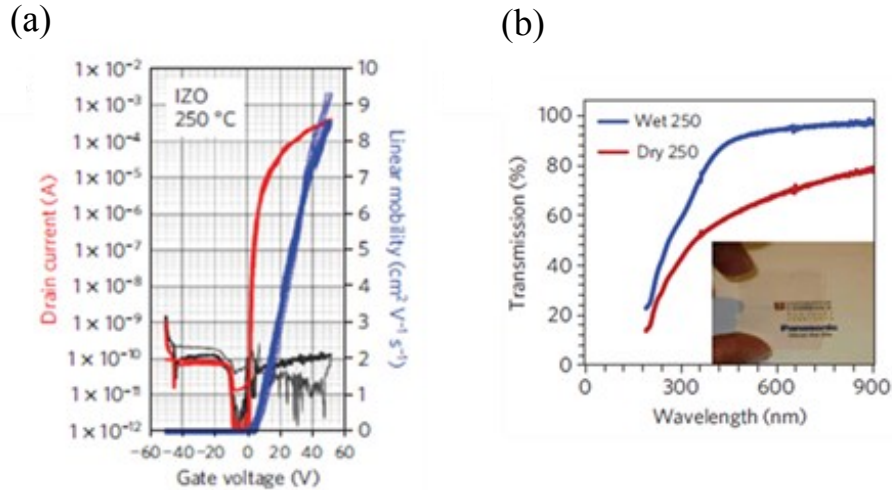 (a)
(b)
1 × 10⁻²
1 × 10⁻³
1 × 10⁻⁴
1 × 10⁻⁵
1 × 10⁻⁶
1 × 10⁻⁷
1 × 10⁻⁸
1 × 10⁻⁹
1 × 10⁻¹⁰
1 × 10⁻¹¹
1 × 10⁻¹²
Drain current (A)
IZO
250 °C
10
9
8
7
6
5
4
3
2
1
0
Linear mobility (cm² V⁻¹ s⁻¹)
−60 −40 −20 0 20 40 60
Gate voltage (V)
100
80
60
40
20
0
Transmission (%)
Wet 250
Dry 250
Panasonic
0 300 600 900
Wavelength (nm)